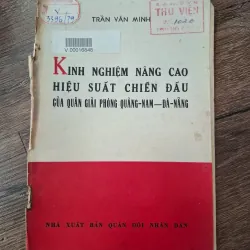 TRẦN VĂN MINH
THƯ VIỆN
V.00016846
KINH NGHIỆM NÂNG CAO
HIỆU SUẤT CHIẾN ĐẤU
CỦA QUÂN GIẢI PHÓNG QUẢNG-NAM—ĐÀ-NẴNG
NHÀ XUẤT BẢN QUÂN ĐỘI NHÂN DÂN